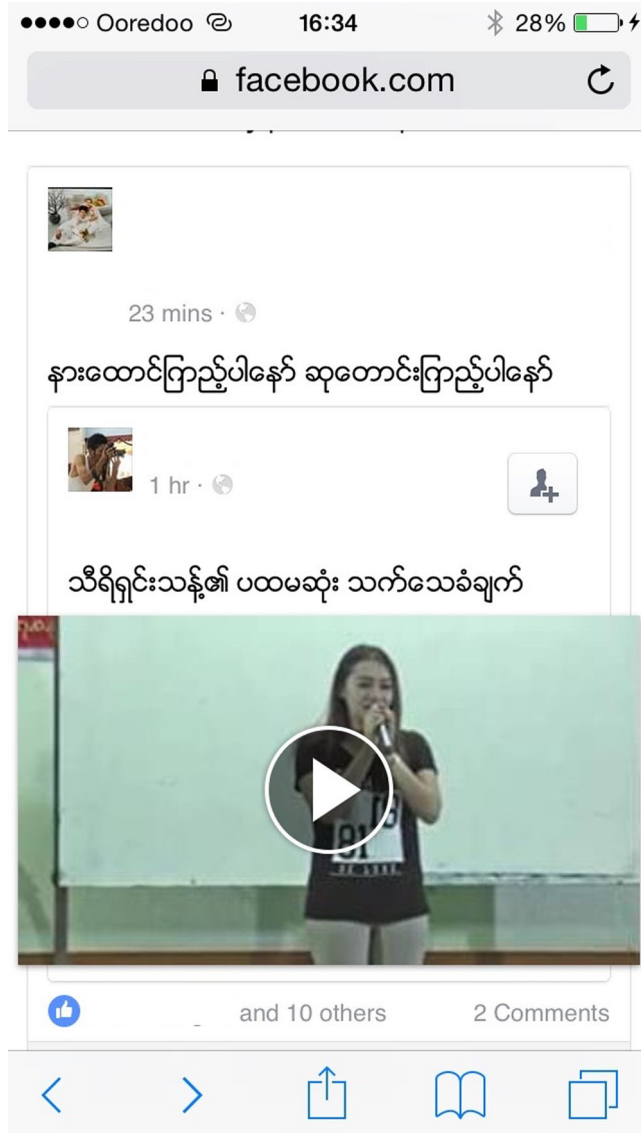 Ooredoo 16:34 28%
facebook.com
23 mins ·
နားထောင်ကြည့်ပါနော် ဆုတောင်းကြည့်ပါနော်
1 hr ·
သီရိရှင်းသန့်၏ ပထမဆုံး သက်သေခံချက်
81
and 10 others 2 Comments